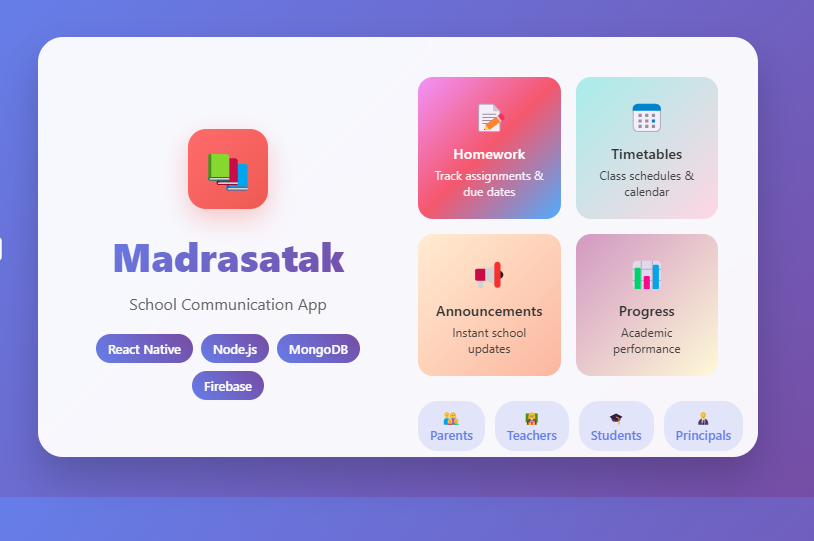 Madrasatak
School Communication App
React Native
Node.js
MongoDB
Firebase
Homework
Track assignments &
due dates
Timetables
Class schedules &
calendar
Announcements
Instant school
updates
Progress
Academic
performance
Parents
Teachers
Students
Principals